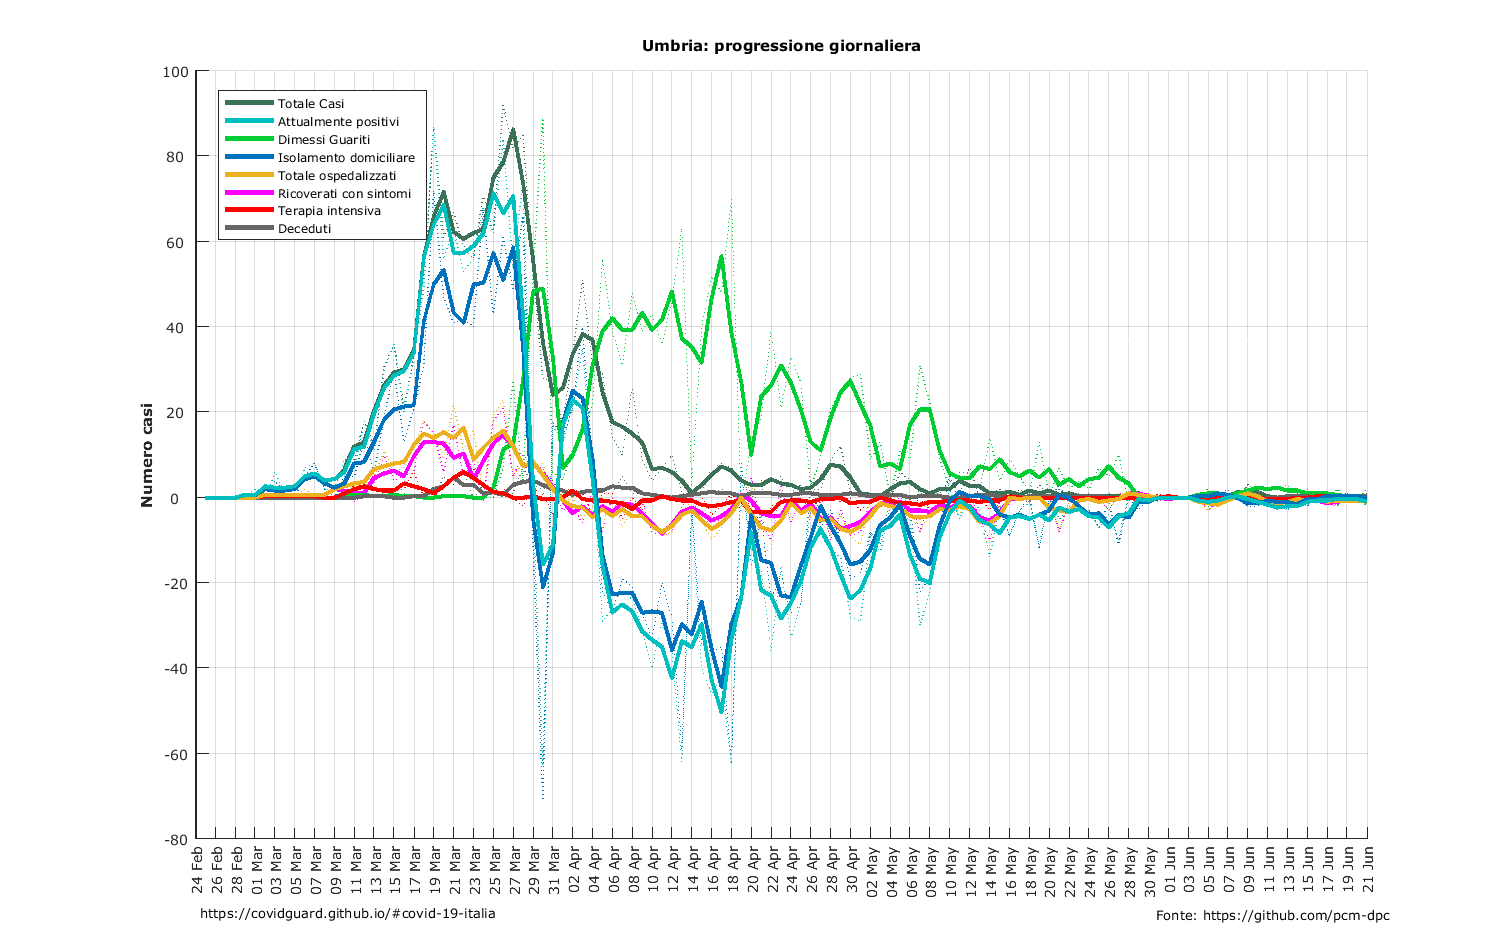 Umbria: progressione giornaliera
100
80
60
40
20
0
-20
-40
-60
-80
Numero casi
Totale Casi
Attualmente positivi
Dimessi Guariti
Isolamento domiciliare
Totale ospedalizzati
Ricoverati con sintomi
Terapia intensiva
Deceduti
24 Feb
26 Feb
28 Feb
01 Mar
03 Mar
05 Mar
07 Mar
09 Mar
11 Mar
13 Mar
15 Mar
17 Mar
19 Mar
21 Mar
23 Mar
25 Mar
27 Mar
29 Mar
31 Mar
02 Apr
04 Apr
06 Apr
08 Apr
10 Apr
12 Apr
14 Apr
16 Apr
18 Apr
20 Apr
22 Apr
24 Apr
26 Apr
28 Apr
30 Apr
02 May
04 May
06 May
08 May
10 May
12 May
14 May
16 May
18 May
20 May
22 May
24 May
26 May
28 May
30 May
01 Jun
03 Jun
05 Jun
07 Jun
09 Jun
11 Jun
13 Jun
15 Jun
17 Jun
19 Jun
21 Jun
https://covidguard.github.io/#covid-19-italia
Fonte: https://github.com/pcm-dpc